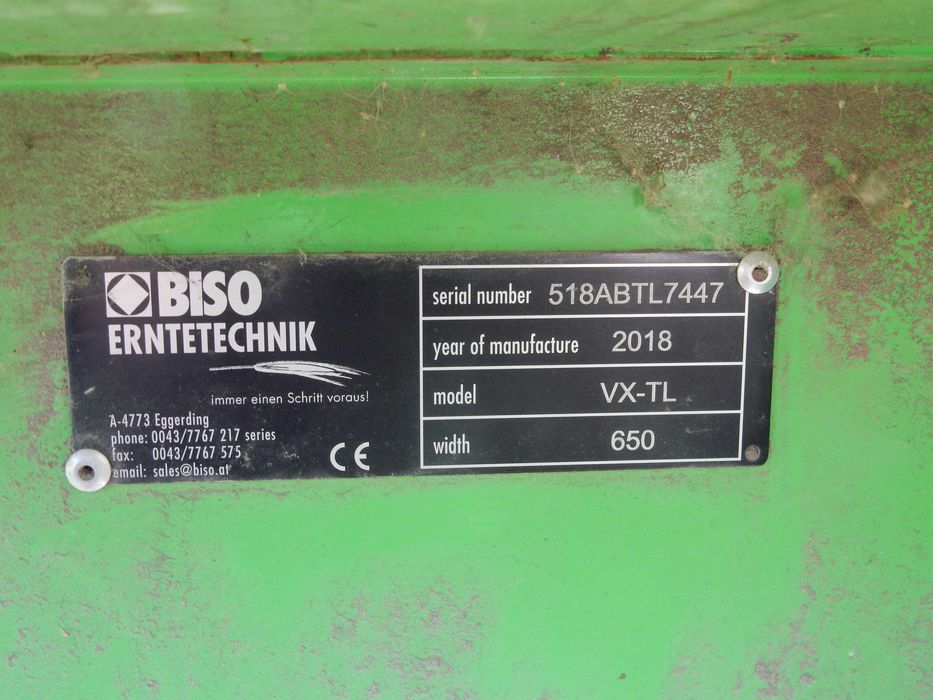 BISO
ERNTETECHNIK
immer einen Schritt voraus!
A-4773 Eggerding
phone: 0043/7767 217 series
fax: 0043/7767 575
email: sales@biso.at
CE
serial number 518ABTL7447
year of manufacture 2018
model VX-TL
width 650